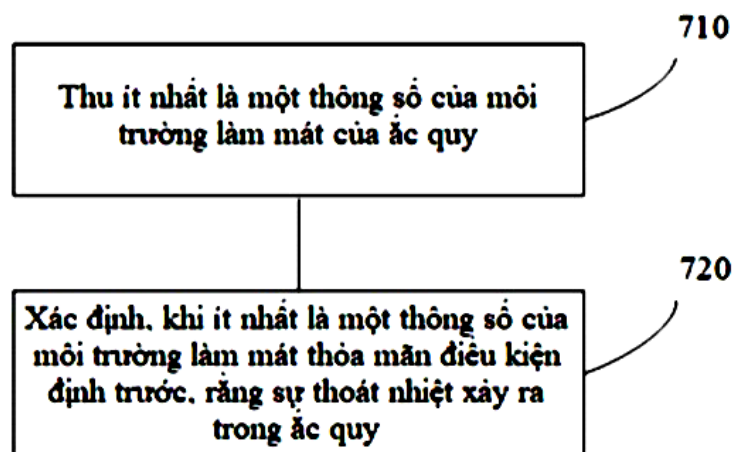 710
Thu ít nhất là một thông số của môi
trường làm mát của ắc quy
720
Xác định, khi ít nhất là một thông số của
môi trường làm mát thỏa mãn điều kiện
định trước, rằng sự thoát nhiệt xảy ra
trong ắc quy